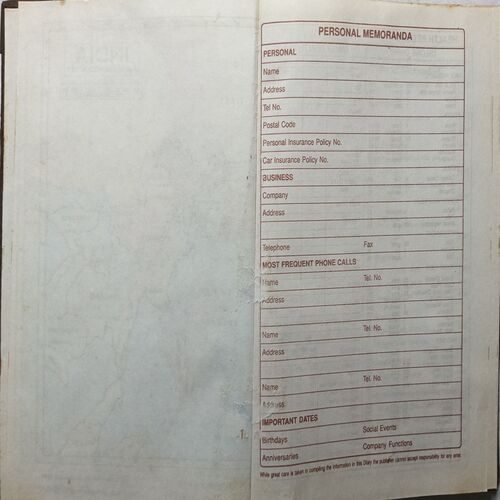 PERSONAL MEMORANDA
PERSONAL
Name
Address
Tel No.
Postal Code
Personal Insurance Policy No.
Car Insurance Policy No.
BUSINESS
Company
Address
Telephone Fax
MOST FREQUENT PHONE CALLS
Name Tel. No.
Address
Name Tel. No.
Address
Name Tel. No.
Address
IMPORTANT DATES
Birthdays Social Events
Anniversaries Company Functions
While great care is taken in compiling the information in this Diary the publisher cannot accept responsibility for any error.